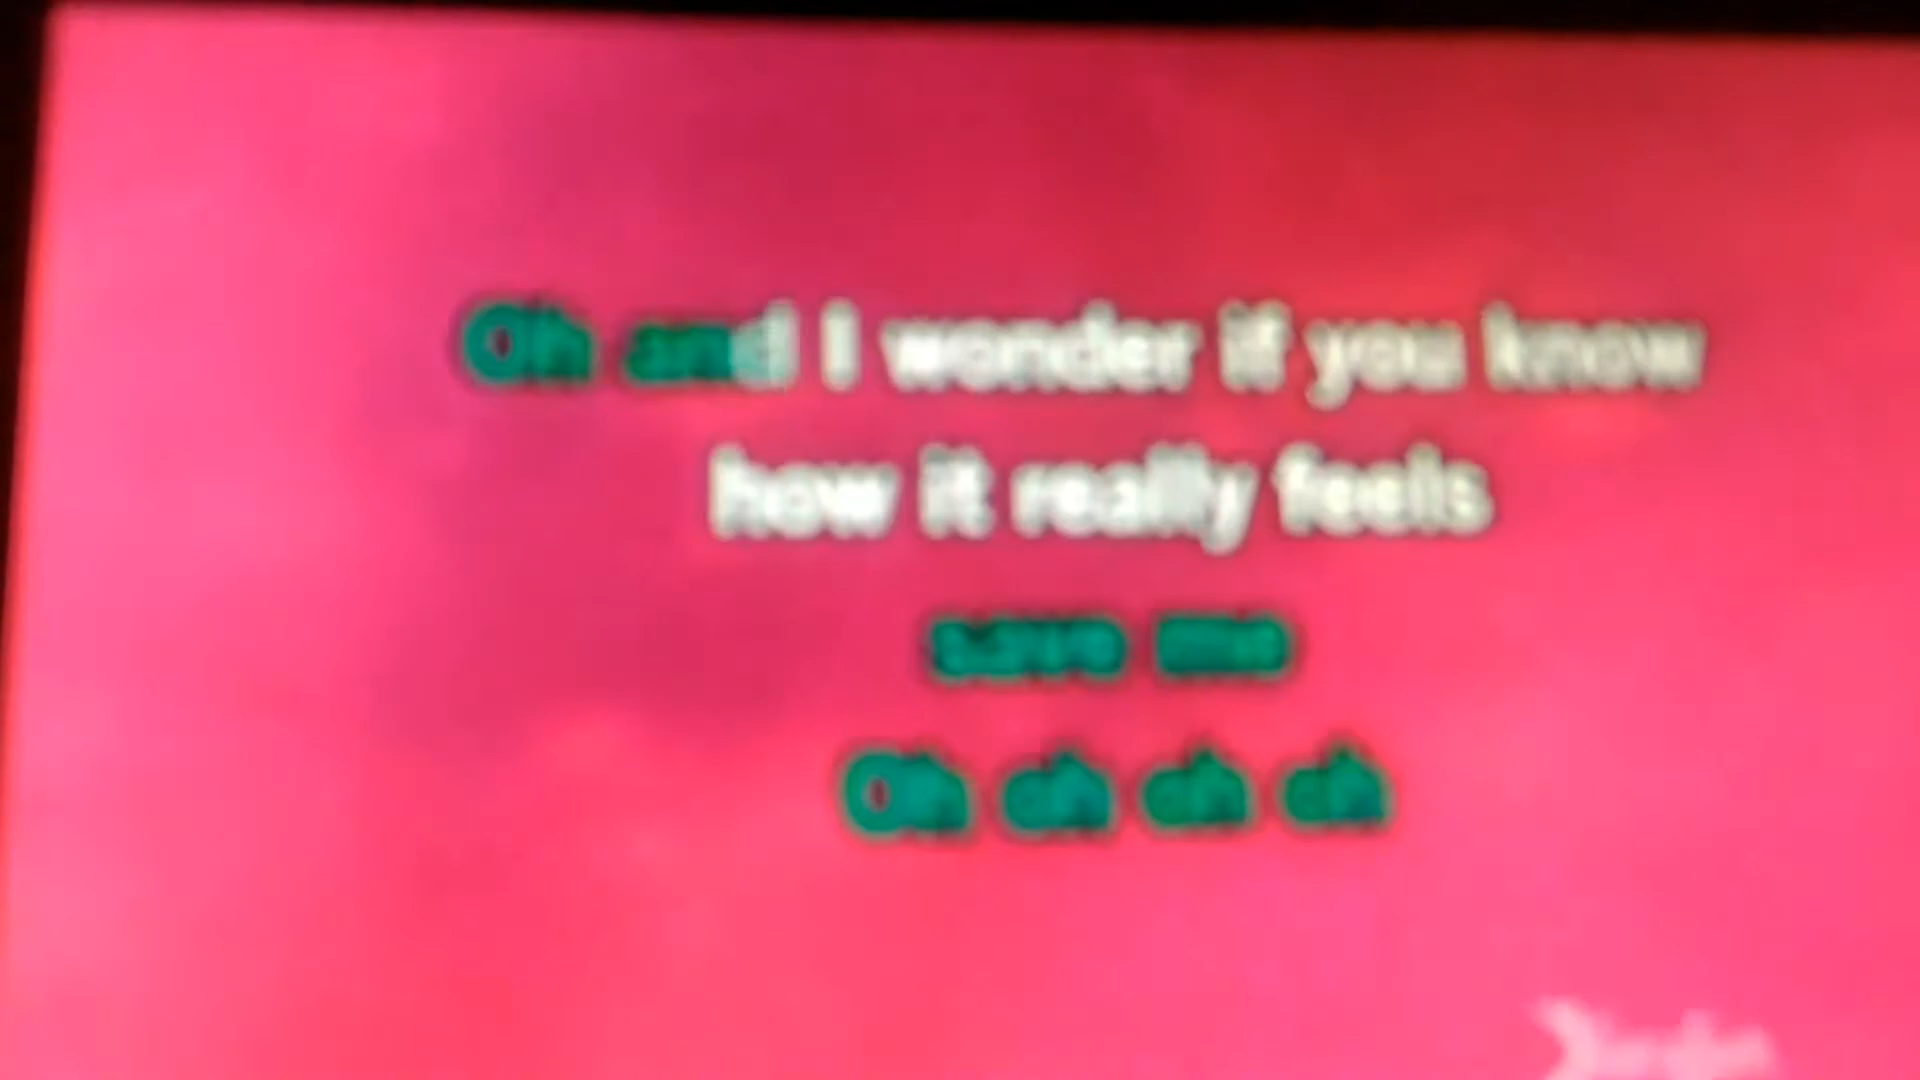 Oh and I wonder if you know
how it really feels
save me
Oh oh oh oh